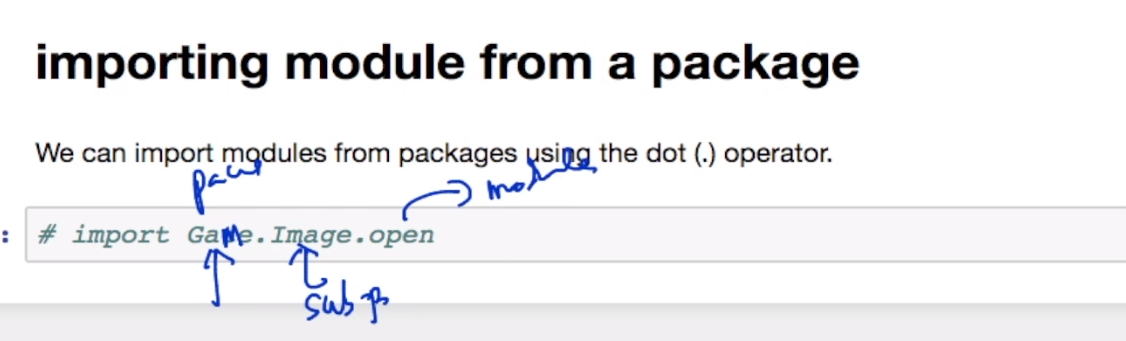 importing module from a package
We can import modules from packages using the dot (.) operator.
module
: # import Game.Image.open
sub p